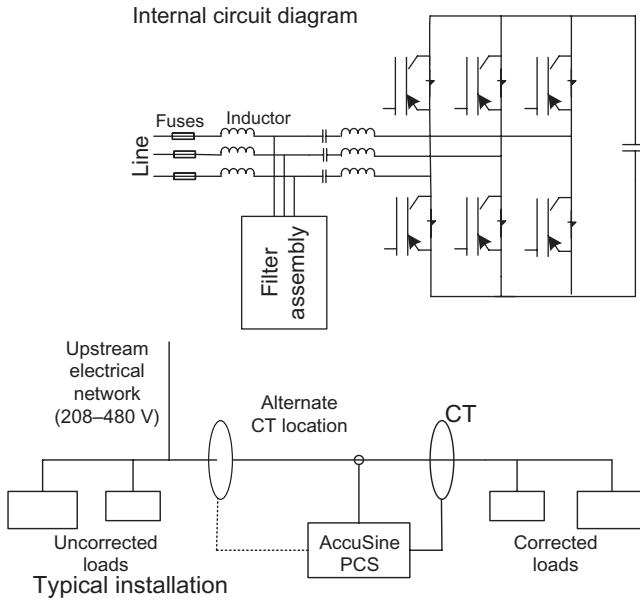 Internal circuit diagram
Fuses
Inductor
Line
Filter
assembly
Upstream
electrical
network
(208–480 V)
Alternate
CT location
CT
Uncorrected
loads
AccuSine
PCS
Corrected
loads
Typical installation